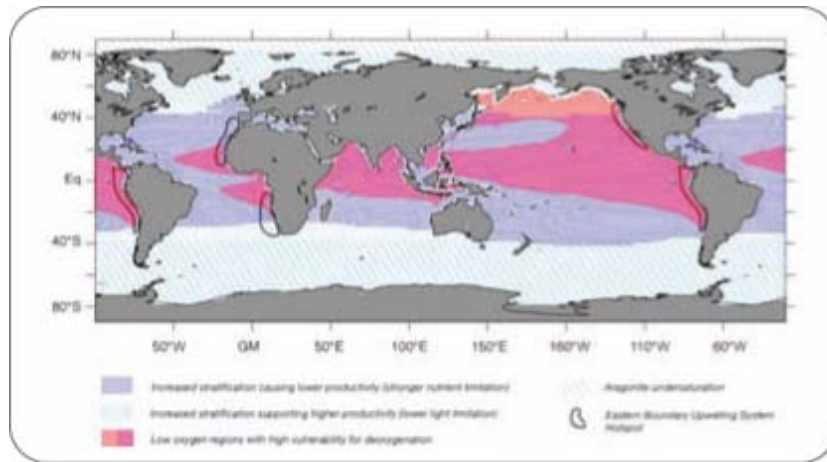 80°N
40°N
Eq
40°S
80°S
50°W GM 50°E 100°E 150°E 160°W 110°W 60°W
Increased stratification causing lower productivity (stronger nutrient limitation)
Increased stratification supporting higher productivity (lower light limitation)
Low oxygen regions with high vulnerability for deoxygenation
Aragonite undersaturation
Eastern Boundary Upwelling System
Hotspot